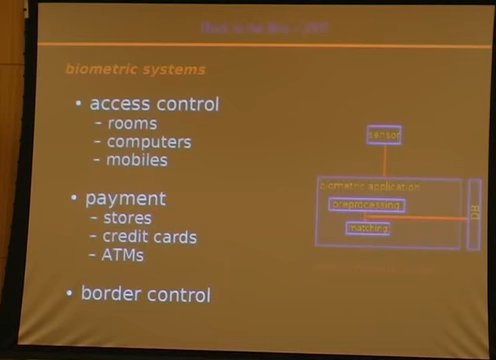 biometric systems
• access control
– rooms
– computers
– mobiles
• payment
– stores
– credit cards
– ATMs
• border control
sensor
biometric application
preprocessing
matching
DB